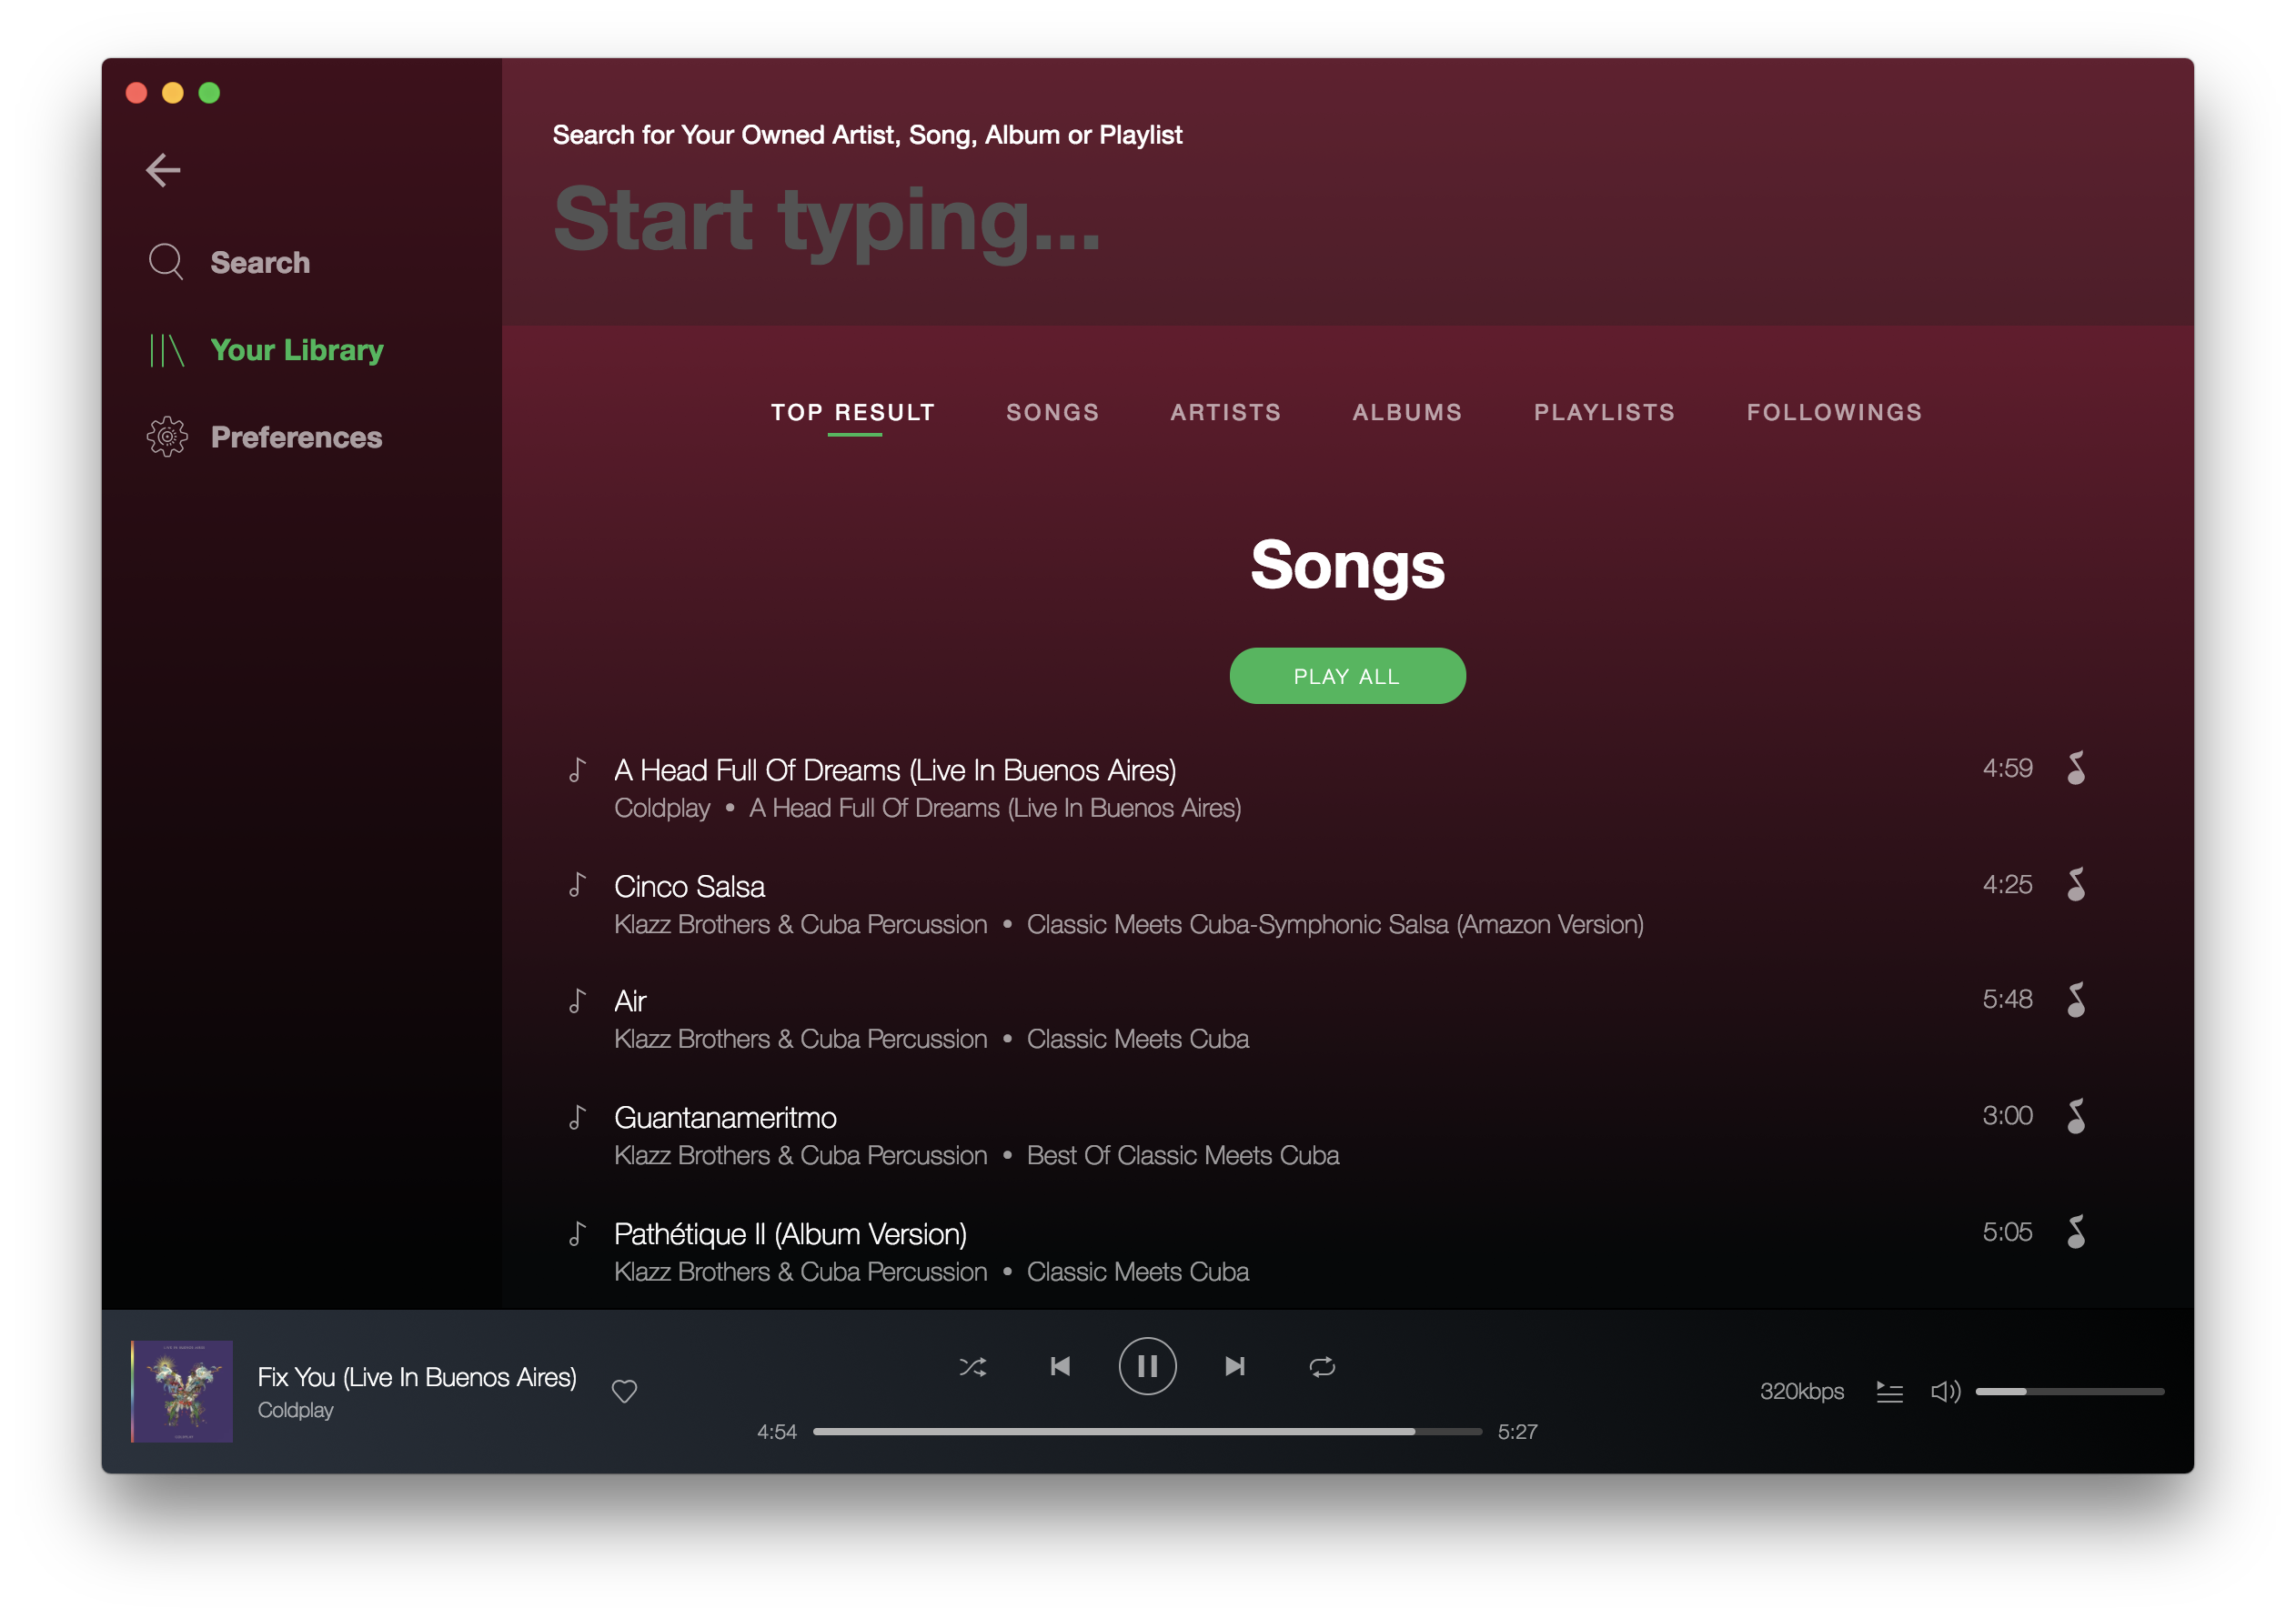 Search for Your Owned Artist, Song, Album or Playlist
Start typing...
Search
Your Library
Preferences
TOP RESULT SONGS ARTISTS ALBUMS PLAYLISTS FOLLOWINGS
Songs
PLAY ALL
A Head Full Of Dreams (Live In Buenos Aires) 4:59
Coldplay • A Head Full Of Dreams (Live In Buenos Aires)
Cinco Salsa 4:25
Klazz Brothers & Cuba Percussion • Classic Meets Cuba-Symphonic Salsa (Amazon Version)
Air 5:48
Klazz Brothers & Cuba Percussion • Classic Meets Cuba
Guantanameritmo 3:00
Klazz Brothers & Cuba Percussion • Best Of Classic Meets Cuba
Pathétique II (Album Version) 5:05
Klazz Brothers & Cuba Percussion • Classic Meets Cuba
Fix You (Live In Buenos Aires)
Coldplay
4:54 5:27
320kbps